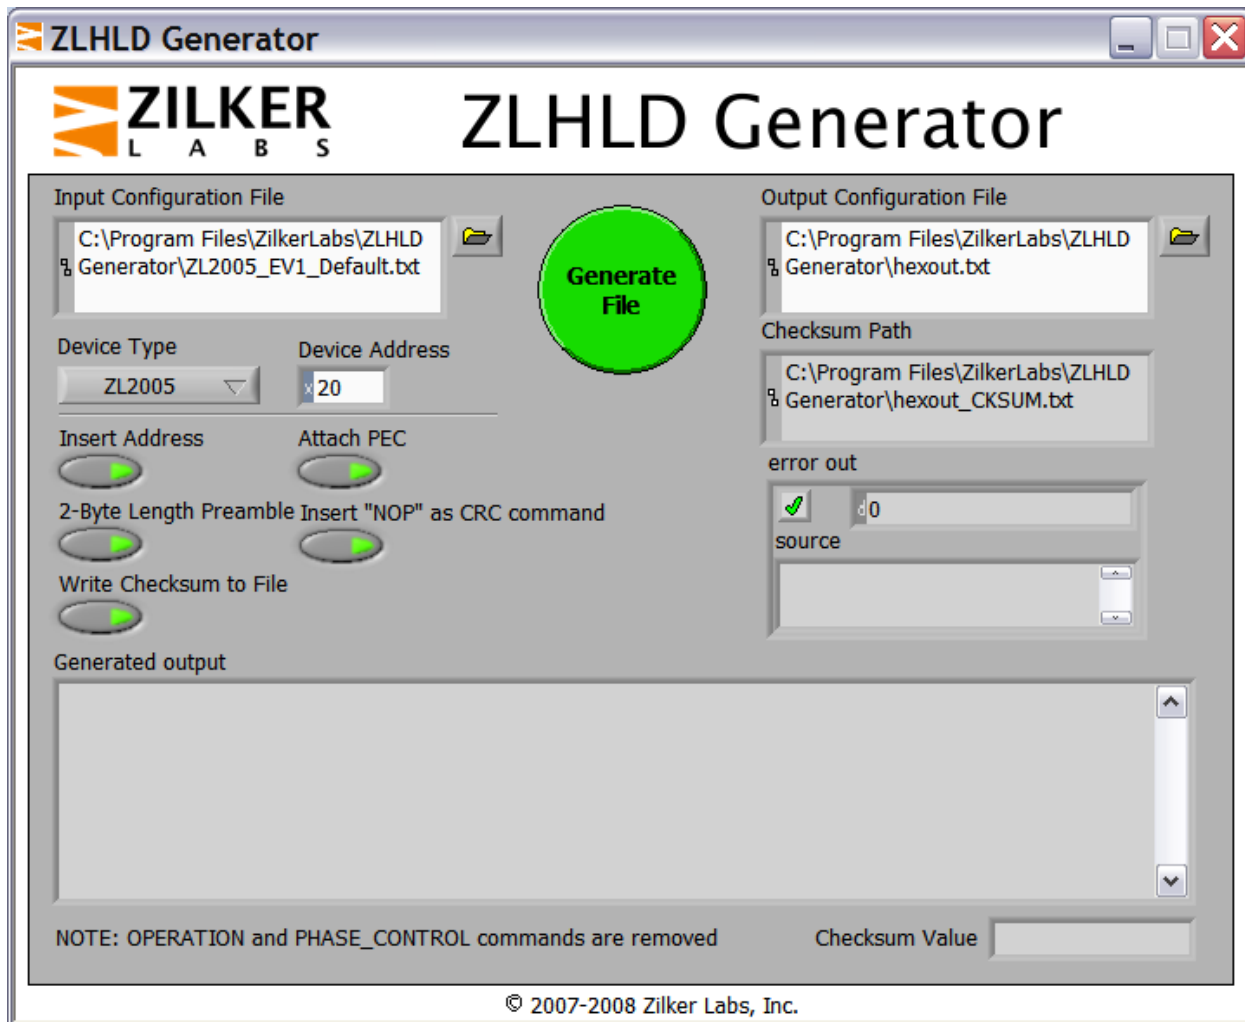 ZLHLD Generator
ZILKER
LABS
ZLHLD Generator
Input Configuration File
C:\Program Files\ZilkerLabs\ZLHLD
Generator\ZL2005_EV1_Default.txt
Generate
File
Output Configuration File
C:\Program Files\ZilkerLabs\ZLHLD
Generator\hexout.txt
Checksum Path
C:\Program Files\ZilkerLabs\ZLHLD
Generator\hexout_CKSUM.txt
Device Type
ZL2005
Device Address
x 20
Insert Address
Attach PEC
2-Byte Length Preamble
Insert "NOP" as CRC command
Write Checksum to File
error out
d 0
source
Generated output
NOTE: OPERATION and PHASE_CONTROL commands are removed
Checksum Value
© 2007-2008 Zilker Labs, Inc.